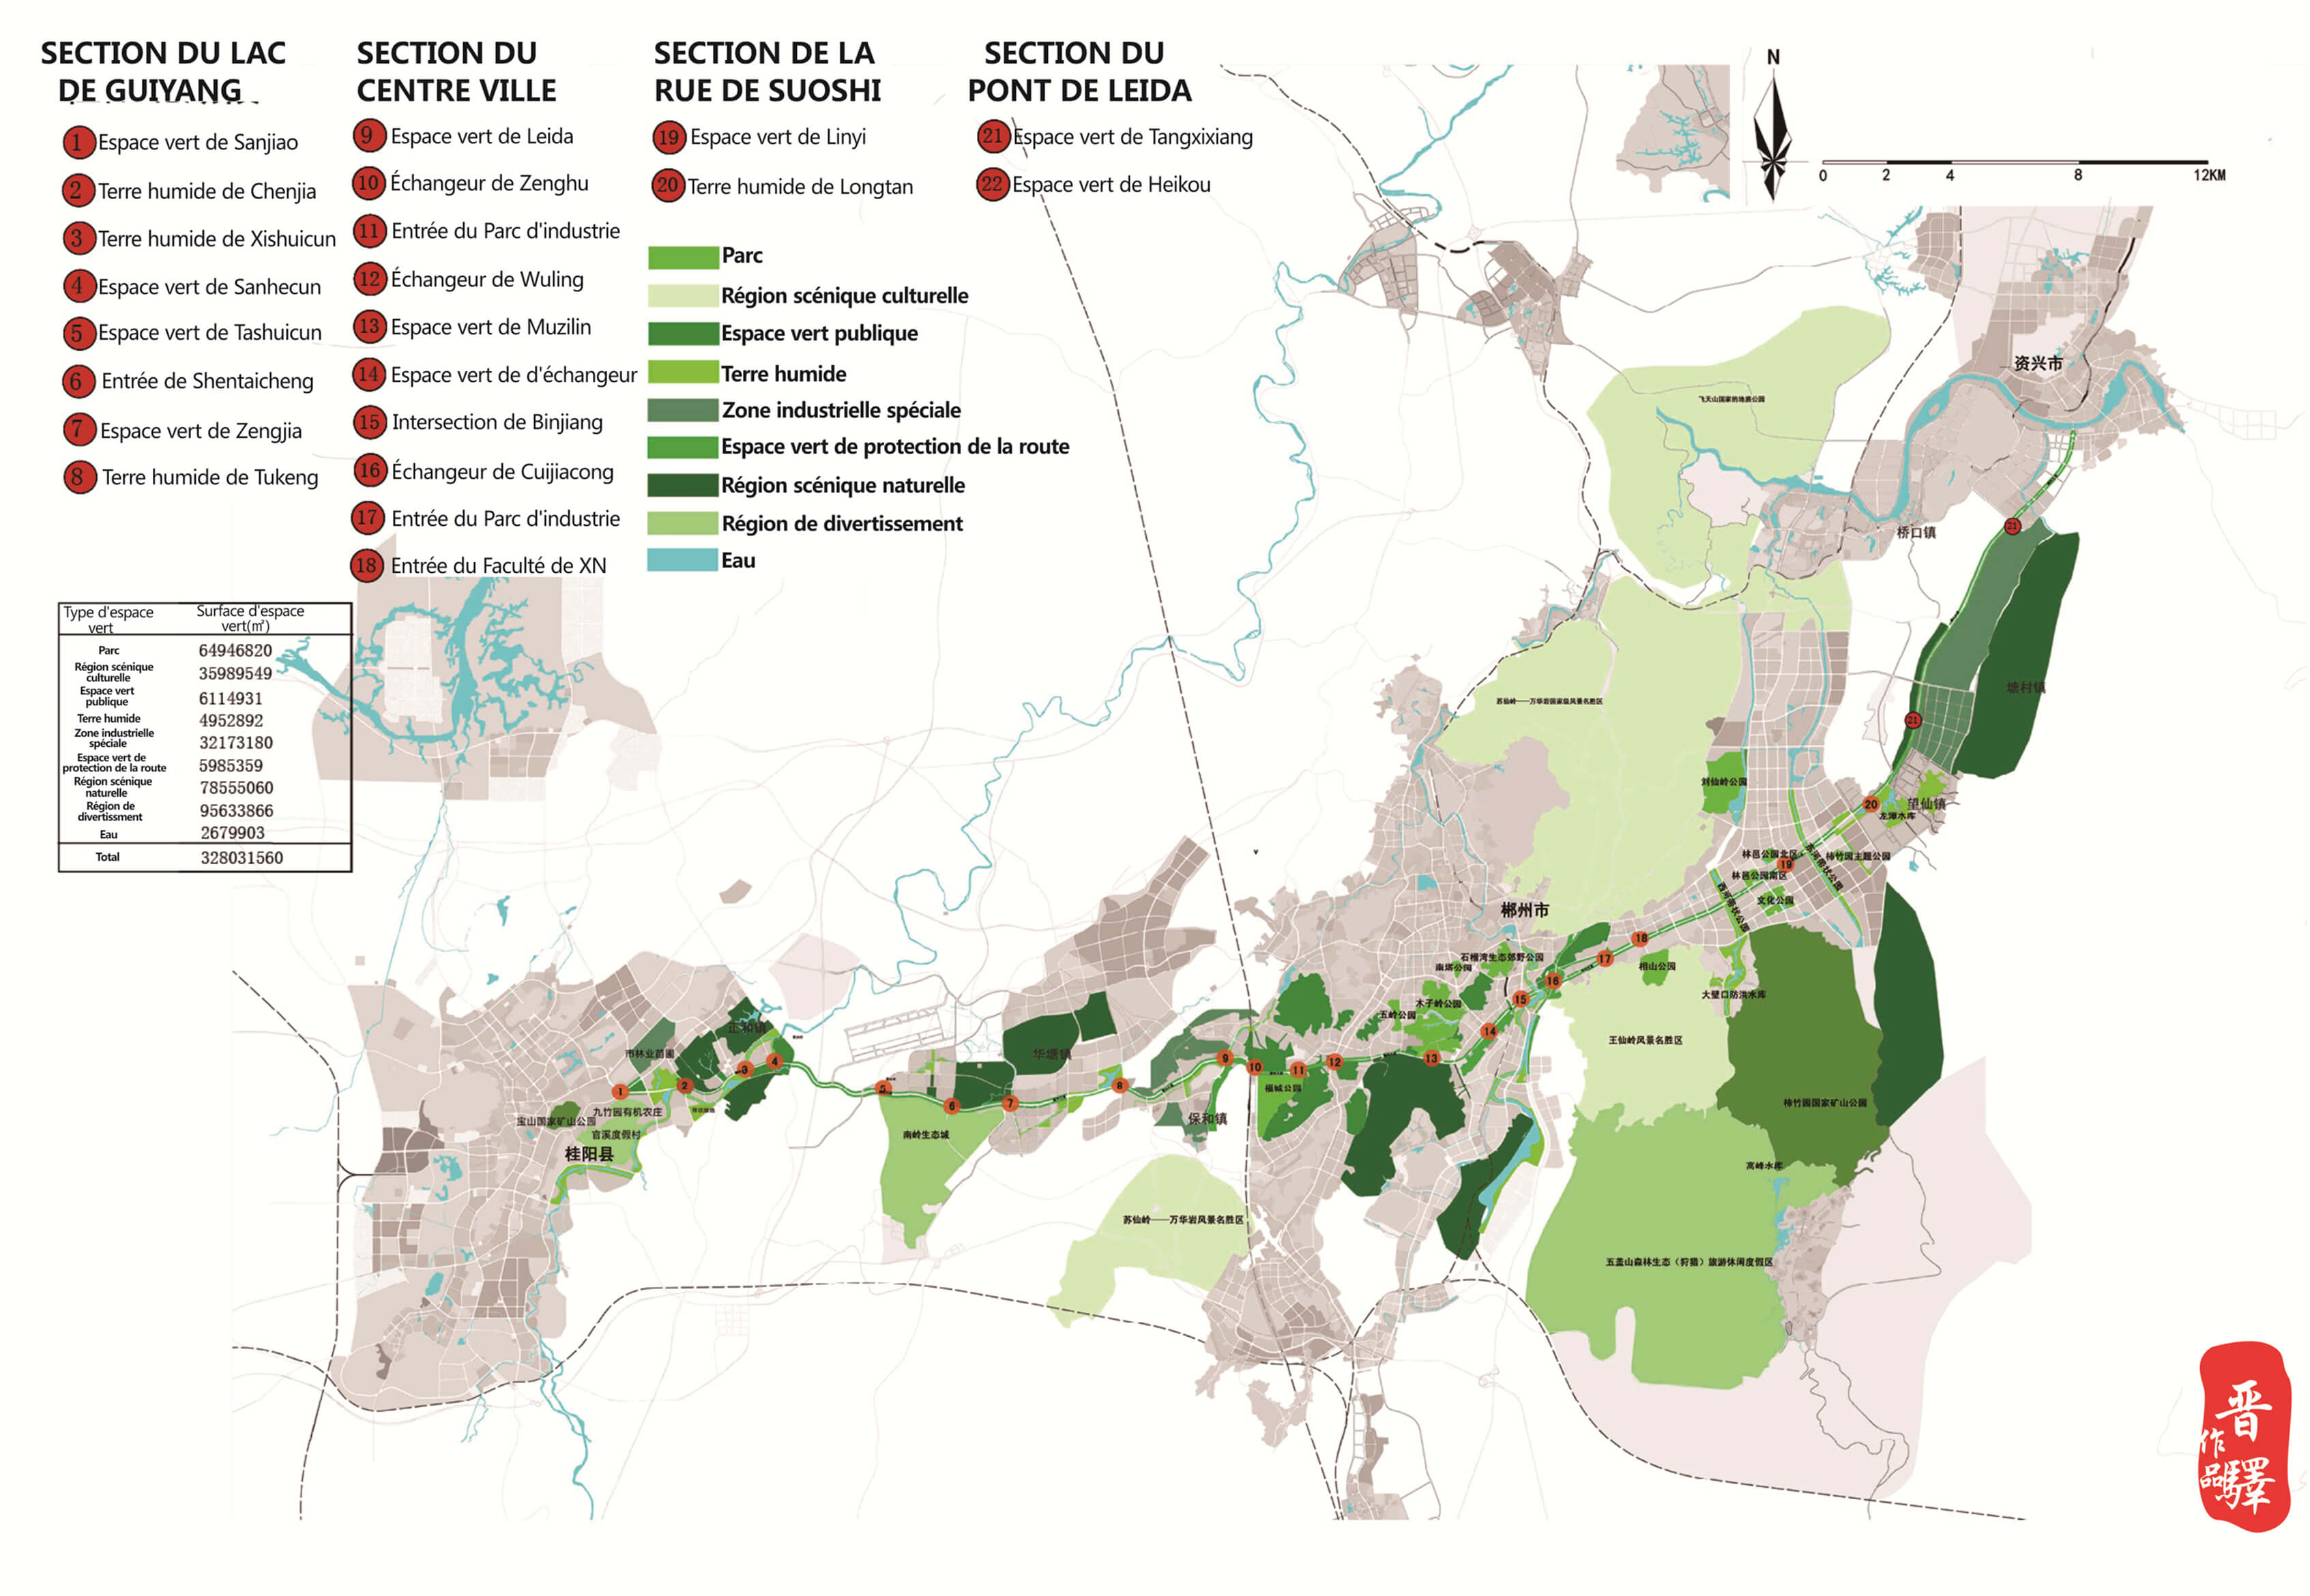 SECTION DU LAC
DE GUIYANG
1 Espace vert de Sanjiao
2 Terre humide de Chenjia
3 Terre humide de Xishuicun
4 Espace vert de Sanhecun
5 Espace vert de Tashuicun
6 Entrée de Shentaicheng
7 Espace vert de Zengjia
8 Terre humide de Tukeng
SECTION DU
CENTRE VILLE
9 Espace vert de Leida
10 Échangeur de Zenghu
11 Entrée du Parc d'industrie
12 Échangeur de Wuling
13 Espace vert de Muzilin
14 Espace vert de d'échangeur
15 Intersection de Binjiang
16 Échangeur de Cuijiacong
17 Entrée du Parc d'industrie
18 Entrée du Faculté de XN
SECTION DE LA
RUE DE SUOSHI
19 Espace vert de Linyi
20 Terre humide de Longtan
SECTION DU
PONT DE LEIDA
21 Espace vert de Tangxixiang
22 Espace vert de Heikou
Parc
Région scénique culturelle
Espace vert publique
Terre humide
Zone industrielle spéciale
Espace vert de protection de la route
Région scénique naturelle
Région de divertissement
Eau
N
0 2 4 8 12KM
Type d'espace
vert
Surface d'espace
vert(㎡)
Parc 64946820
Région scénique
culturelle 35989549
Espace vert
publique 6114931
Terre humide 4952892
Zone industrielle
spéciale 32173180
Espace vert de
protection de la route 5985359
Région scénique
naturelle 78555060
Région de
divertissment 95633866
Eau 2679903
Total 328031560
资兴市
飞天山国家的地质公园
桥口镇
21
塘村镇
苏仙岭——万华岩国家级风景名胜区
21
刘仙岭公园
20
望仙镇
龙潭水库
林邑公园北区
19
柿竹园主题公园
林邑公园南区
文化公园
西河带状公园
东河带状公园
郴州市
18
石榴湾生态郊野公园
17
南塔公园
相山公园
16
大壁口防洪水库
15
木子岭公园
五岭公园
14
王仙岭风景名胜区
正和镇
市林业苗圃
华塘镇
4
3
2
1
5
6
7
8
9
10
11
12
13
福城公园
九竹园有机农庄
宝山国家矿山公园
官溪度假村
桂阳县
南岭生态城
保和镇
柿竹园国家矿山公园
高峰水库
苏仙岭——万华岩风景名胜区
五盖山森林生态（狩猎）旅游休闲度假区
晋
驿
作
品